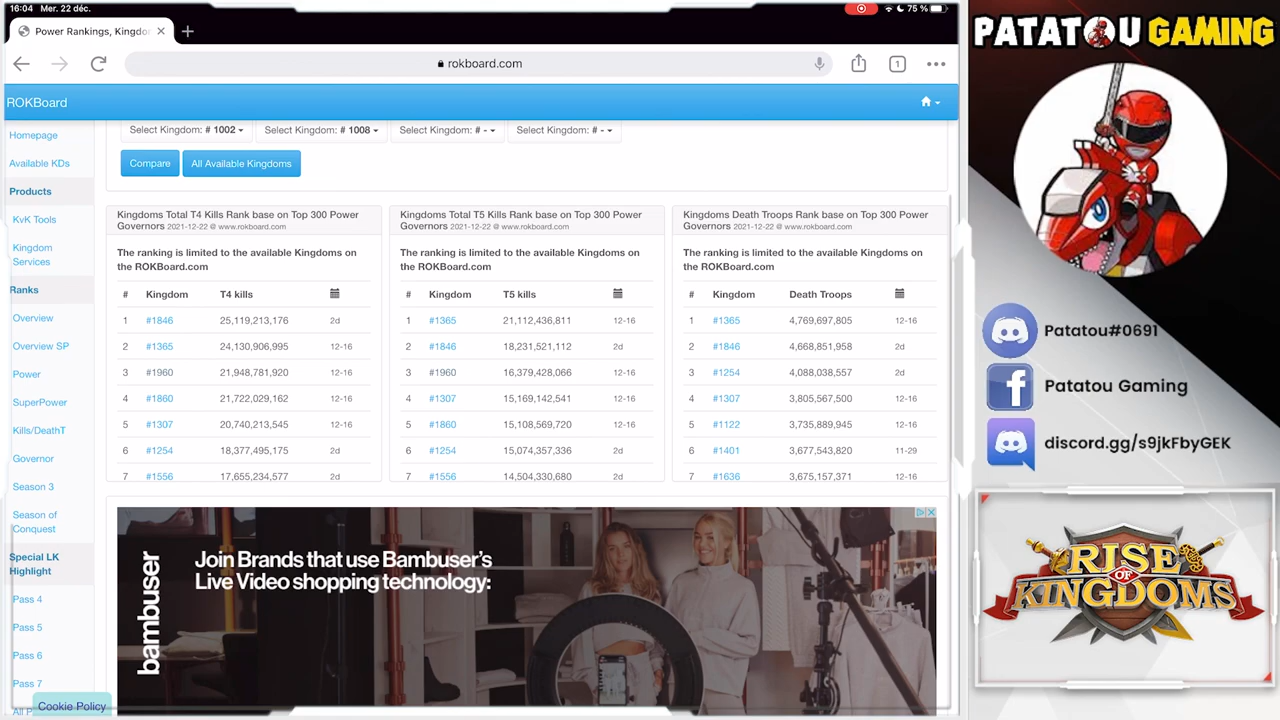 16:04 Mer. 22 déc.
75 %
Power Rankings, Kingdo
rokboard.com
1
ROKBoard
Homepage
Available KDs
Products
KvK Tools
Kingdom
Services
Ranks
Overview
Overview SP
Power
SuperPower
Kills/DeathT
Governor
Season 3
Season of
Conquest
Special LK
Highlight
Pass 4
Pass 5
Pass 6
Pass 7
All P
Cookie Policy
Select Kingdom: # 1002
Select Kingdom: # 1008
Select Kingdom: # -
Select Kingdom: # -
Compare
All Available Kingdoms
Kingdoms Total T4 Kills Rank base on Top 300 Power
Governors 2021-12-22 @ www.rokboard.com
The ranking is limited to the available Kingdoms on
the ROKBoard.com
# Kingdom T4 kills
1 #1846 25,119,213,176 2d
2 #1365 24,130,906,995 12-16
3 #1960 21,948,781,920 12-16
4 #1860 21,722,029,162 12-16
5 #1307 20,740,213,545 12-16
6 #1254 18,377,495,175 2d
7 #1556 17,655,234,577 2d
Kingdoms Total T5 Kills Rank base on Top 300 Power
Governors 2021-12-22 @ www.rokboard.com
The ranking is limited to the available Kingdoms on
the ROKBoard.com
# Kingdom T5 kills
1 #1365 21,112,436,811 12-16
2 #1846 18,231,521,112 2d
3 #1960 16,379,428,066 12-16
4 #1307 15,169,142,541 12-16
5 #1860 15,108,569,720 12-16
6 #1254 15,074,357,336 2d
7 #1556 14,504,330,680 2d
Kingdoms Death Troops Rank base on Top 300 Power
Governors 2021-12-22 @ www.rokboard.com
The ranking is limited to the available Kingdoms on
the ROKBoard.com
# Kingdom Death Troops
1 #1365 4,769,697,805 12-16
2 #1846 4,668,851,958 2d
3 #1254 4,088,038,557 2d
4 #1307 3,805,567,500 12-16
5 #1122 3,735,889,945 12-16
6 #1401 3,677,543,820 11-29
7 #1636 3,675,157,371 12-16
bambuser
Join Brands that use Bambuser's
Live Video shopping technology:
PATATOU GAMING
Patatou#0691
Patatou Gaming
discord.gg/s9jkFbyGEK
RISE
OF
KINGDOMS